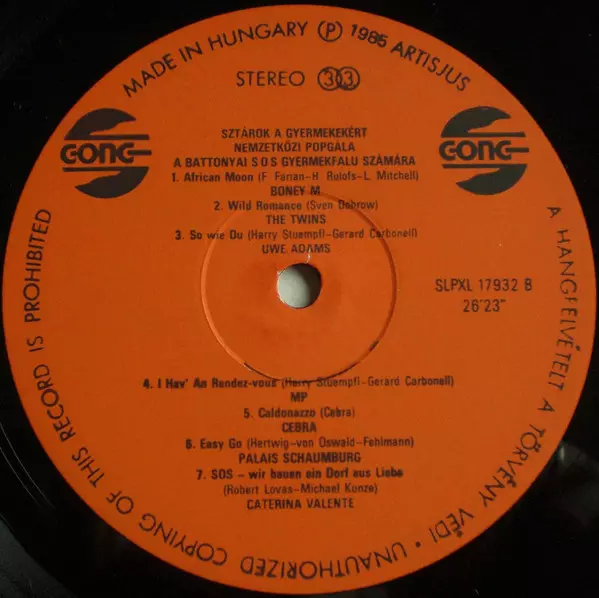 MADE IN HUNGARY Ⓟ 1985 ARTISJUS
STEREO 33
SZTÁROK A GYERMEKEKÉRT
NEMZETKÖZI POPGÁLA
A BATTONYAI S O S GYERMEKFALU SZÁMÁRA
GONG
GONG
1. African Moon (F. Farian-H. Rulofs-L. Mitchell)
BONEY M.
2. Wild Romance (Sven Dobrow)
THE TWINS
3. So wie Du (Harry Stuempfl-Gerard Carbonell)
UWE ADAMS
SLPXL 17932 B
26'23"
4. I Hav' An Rendez-vous (Harry Stuempfl-Gerard Carbonell)
MP
5. Caldonazzo (Cebra)
CEBRA
6. Easy Go (Hertwig-von Oswald-Fehlmann)
PALAIS SCHAUMBURG
7. SOS - wir bauen ein Dorf aus Liebe
(Robert Lovas-Michael Kunze)
CATERINA VALENTE
A HANGFELVÉTELT A TÖRVÉNY VÉDI • UNAUTHORIZED COPYING OF THIS RECORD IS PROHIBITED